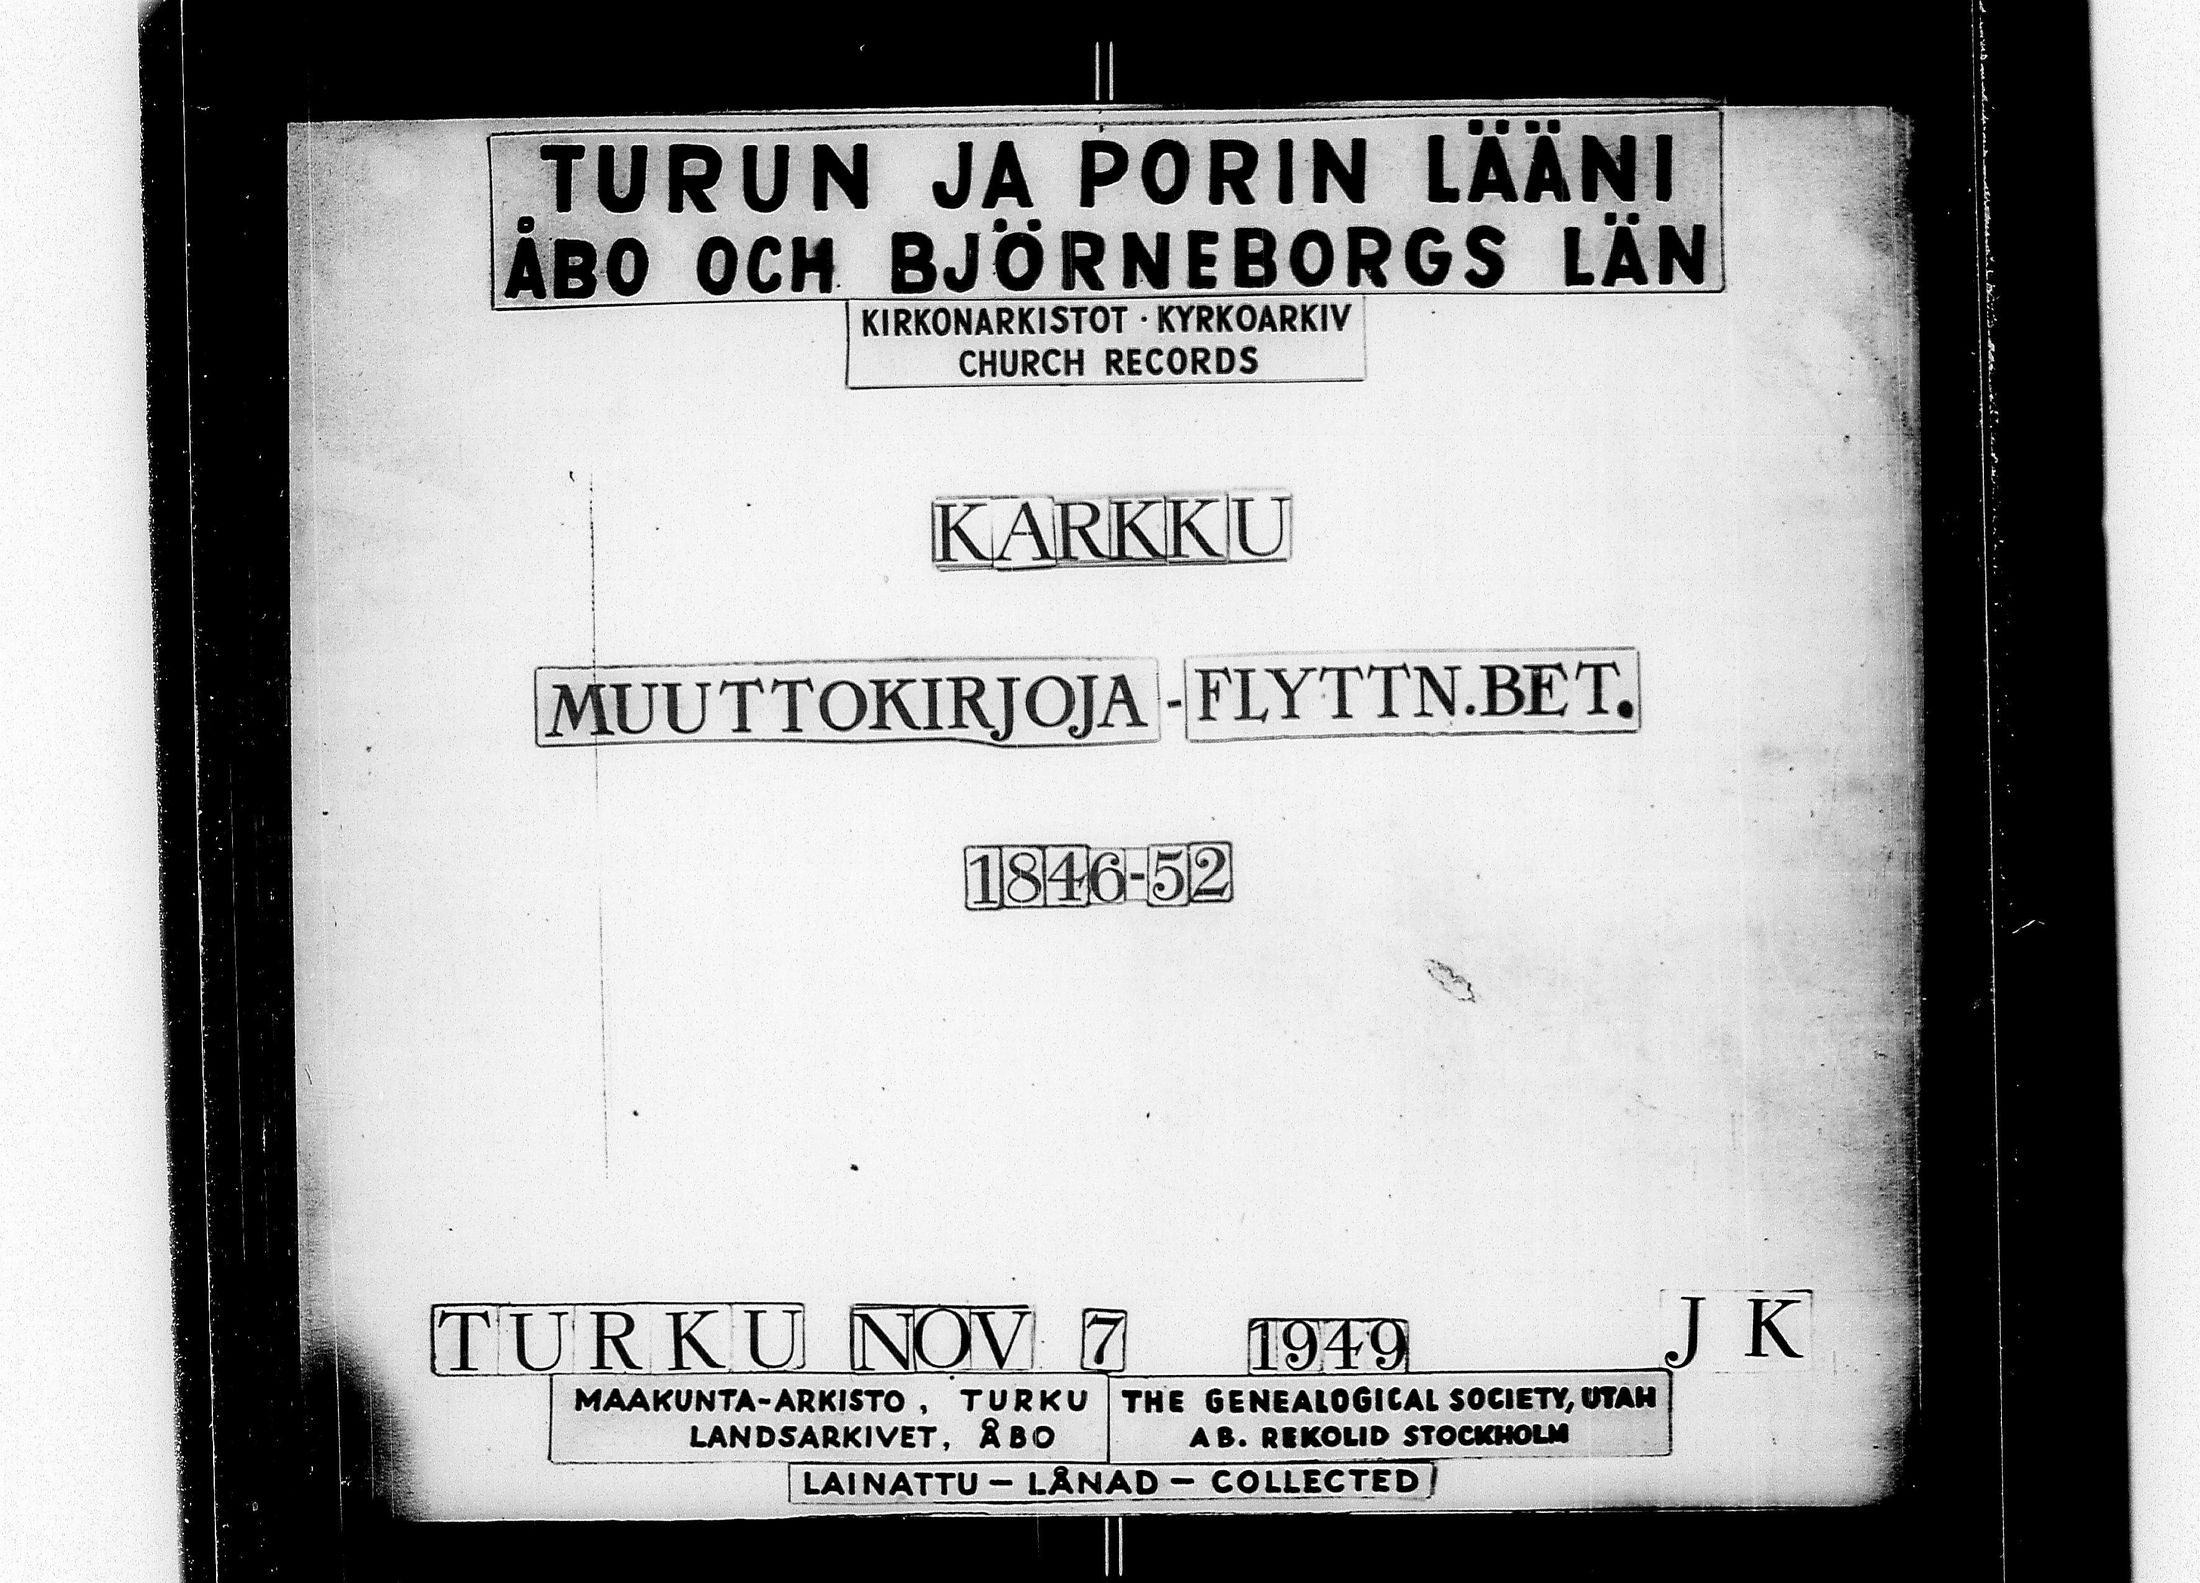 TURUN JA PORIN LÄÄNI
ÅBO OCH BJÖRNEBORGS LÄN
KIRKONARKISTOT · KYRKOARKIV
CHURCH RECORDS
KARKKU
MUUTTOKIRJOJA - FLYTTN.BET.
1846-52
TURKU NOV 7 1949 J K
MAAKUNTA-ARKISTO, TURKU
LANDSARKIVET, ÅBO
THE GENEALOGICAL SOCIETY, UTAH
AB. REKOLID STOCKHOLM
LAINATTU - LÅNAD - COLLECTED